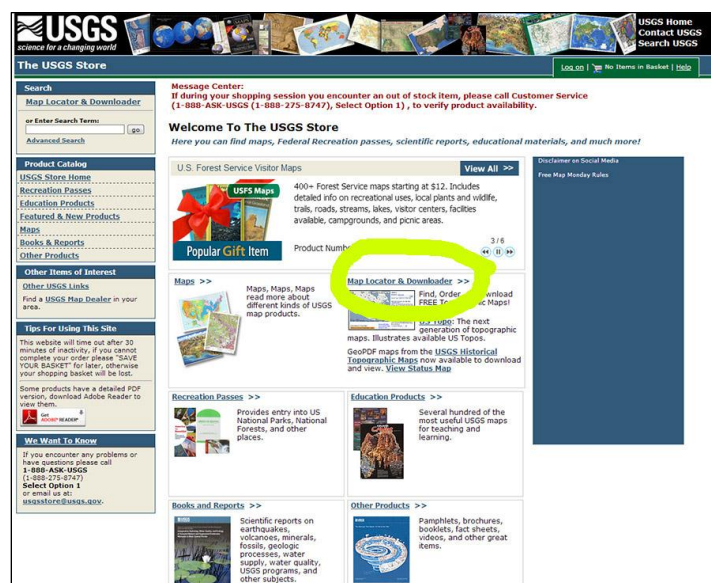 USGS
science for a changing world
USGS Home
Contact USGS
Search USGS
The USGS Store
Log on | No Items in Basket | Help
Search
Map Locator & Downloader
or Enter Search Term:
go
Advanced Search
Product Catalog
USGS Store Home
Recreation Passes
Education Products
Featured & New Products
Maps
Books & Reports
Other Products
Other Items of Interest
Other USGS Links
Find a USGS Map Dealer in your
area.
Tips For Using This Site
This website will time out after 30
minutes of inactivity, if you cannot
complete your order please "SAVE
YOUR BASKET" for later, otherwise
your shopping basket will be lost.
Some products have a detailed PDF
version, download Adobe Reader to
view them.
Get
ADOBE® READER®
We Want To Know
If you encounter any problems or
have questions please call
1-888-ASK-USGS
(1-888-275-8747)
Select Option 1
or email us at:
usgsstore@usgs.gov.
Message Center:
If during your shopping session you encounter an out of stock item, please call Customer Service
(1-888-ASK-USGS (1-888-275-8747), Select Option 1) , to verify product availability.
Welcome To The USGS Store
Here you can find maps, Federal Recreation passes, scientific reports, educational materials, and much more!
U.S. Forest Service Visitor Maps
View All >>
USFS Maps
Popular Gift Item
400+ Forest Service maps starting at $12. Includes
detailed info on recreational uses, local plants and wildlife,
trails, roads, streams, lakes, visitor centers, facilities
available, campgrounds, and picnic areas.
Product Numb
3/6
Disclaimer on Social Media
Free Map Monday Rules
Maps >>
Maps, Maps, Maps
read more about
different kinds of USGS
map products.
Map Locator & Downloader >>
Find, Order, ownload
FREE To ic Maps!
US Topo: The next
generation of topographic
maps. Illustrates available US Topos.
GeoPDF maps from the USGS Historical
Topographic Maps now available to download
and view. View Status Map
Recreation Passes >>
Provides entry into US
National Parks, National
Forests, and other
places.
Education Products >>
Several hundred of the
most useful USGS maps
for teaching and
learning.
Books and Reports >>
Scientific reports on
earthquakes,
volcanoes, minerals,
fossils, geologic
processes, water
supply, water quality,
USGS programs, and
other subjects.
Other Products >>
Pamphlets, brochures,
booklets, fact sheets,
videos, and other great
items.